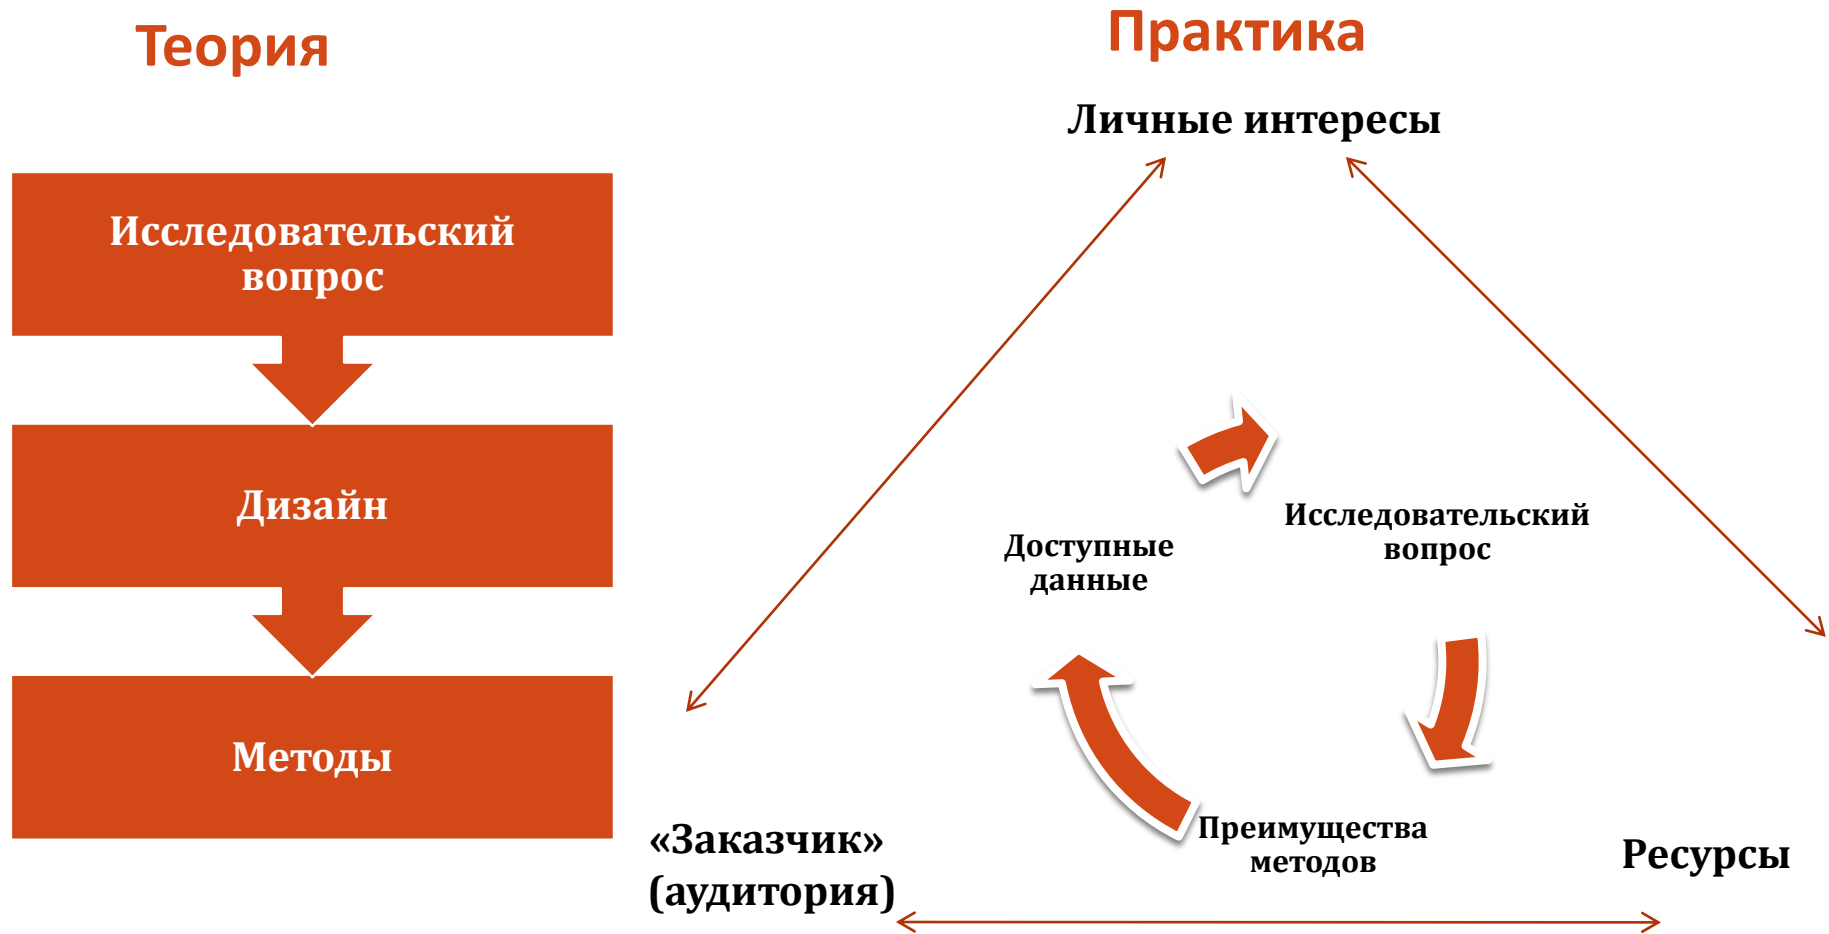 Теория
Исследовательский
вопрос
Дизайн
Методы
Практика
Личные интересы
Доступные
данные
Исследовательский
вопрос
Преимущества
методов
«Заказчик»
(аудитория)
Ресурсы